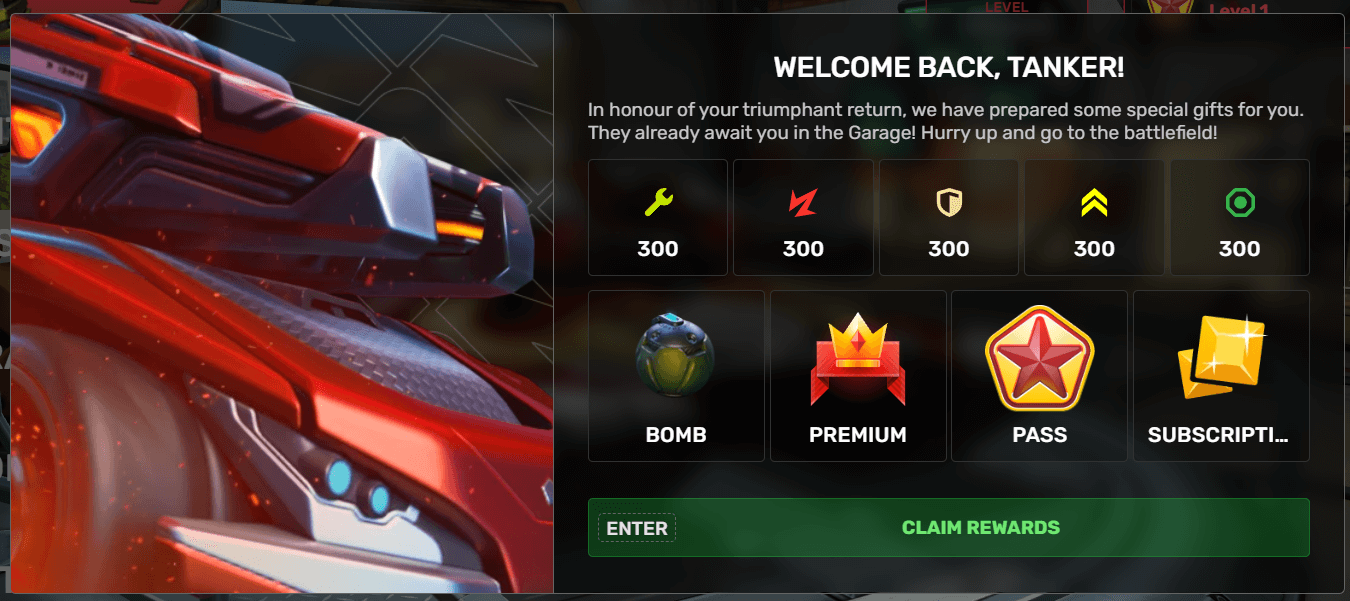 LEVEL
Level 1
WELCOME BACK, TANKER!
In honour of your triumphant return, we have prepared some special gifts for you.
They already await you in the Garage! Hurry up and go to the battlefield!
300 300 300 300 300
BOMB PREMIUM PASS SUBSCRIPTI...
ENTER CLAIM REWARDS